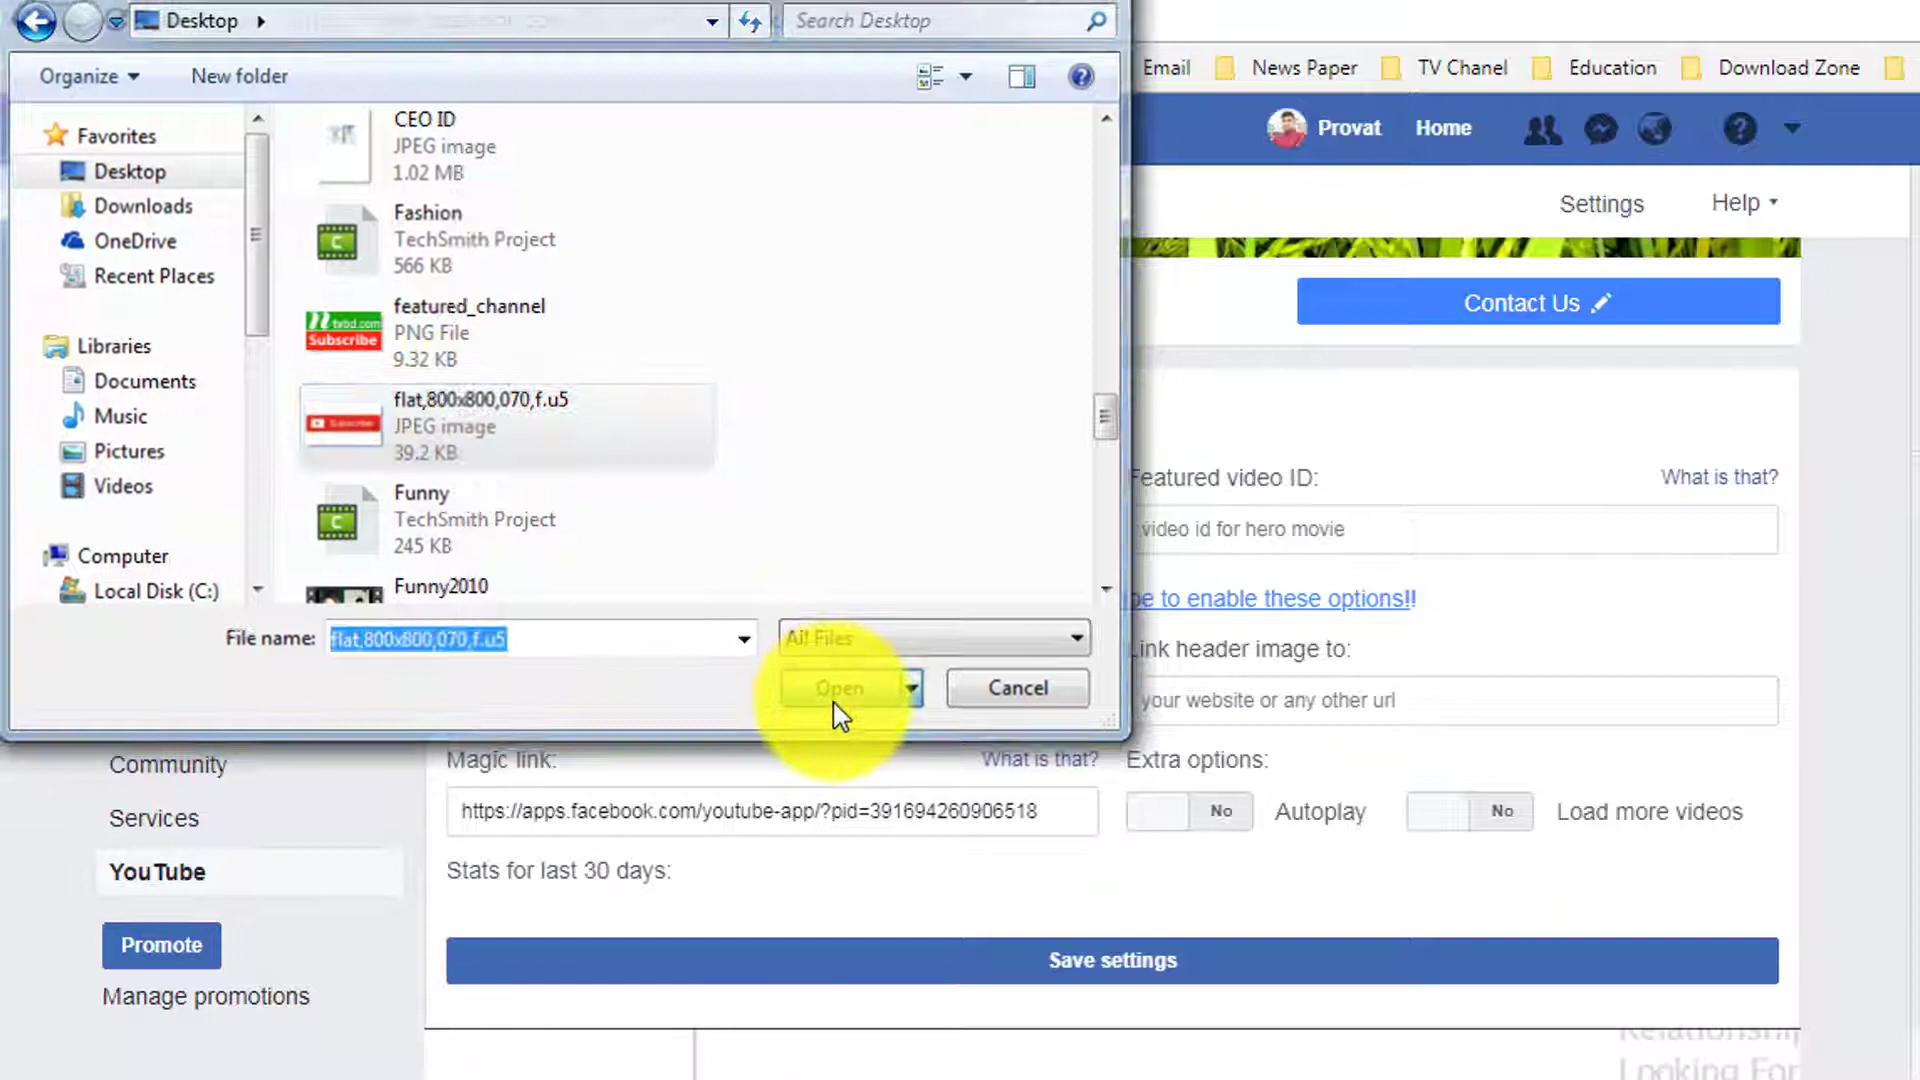 Desktop
Search Desktop
Organize
New folder
Email
News Paper
TV Chanel
Education
Download Zone
Favorites
Desktop
Downloads
OneDrive
Recent Places
Libraries
Documents
Music
Pictures
Videos
Computer
Local Disk (C:)
CEO ID
JPEG image
1.02 MB
Fashion
TechSmith Project
566 KB
tvbd.com
Subscribe
featured_channel
PNG File
9.32 KB
flat,800x800,070,f.u5
JPEG image
39.2 KB
Funny
TechSmith Project
245 KB
Funny2010
File name:
flat,800x800,070,f.u5
All Files
Open
Cancel
Provat
Home
Settings
Help
Contact Us
Featured video ID:
What is that?
video id for hero movie
to enable these options!!
Link header image to:
your website or any other url
Community
Services
YouTube
Promote
Manage promotions
Magic link:
What is that?
https://apps.facebook.com/youtube-app/?pid=391694260906518
Extra options:
No
Autoplay
No
Load more videos
Stats for last 30 days:
Save settings
Looking For